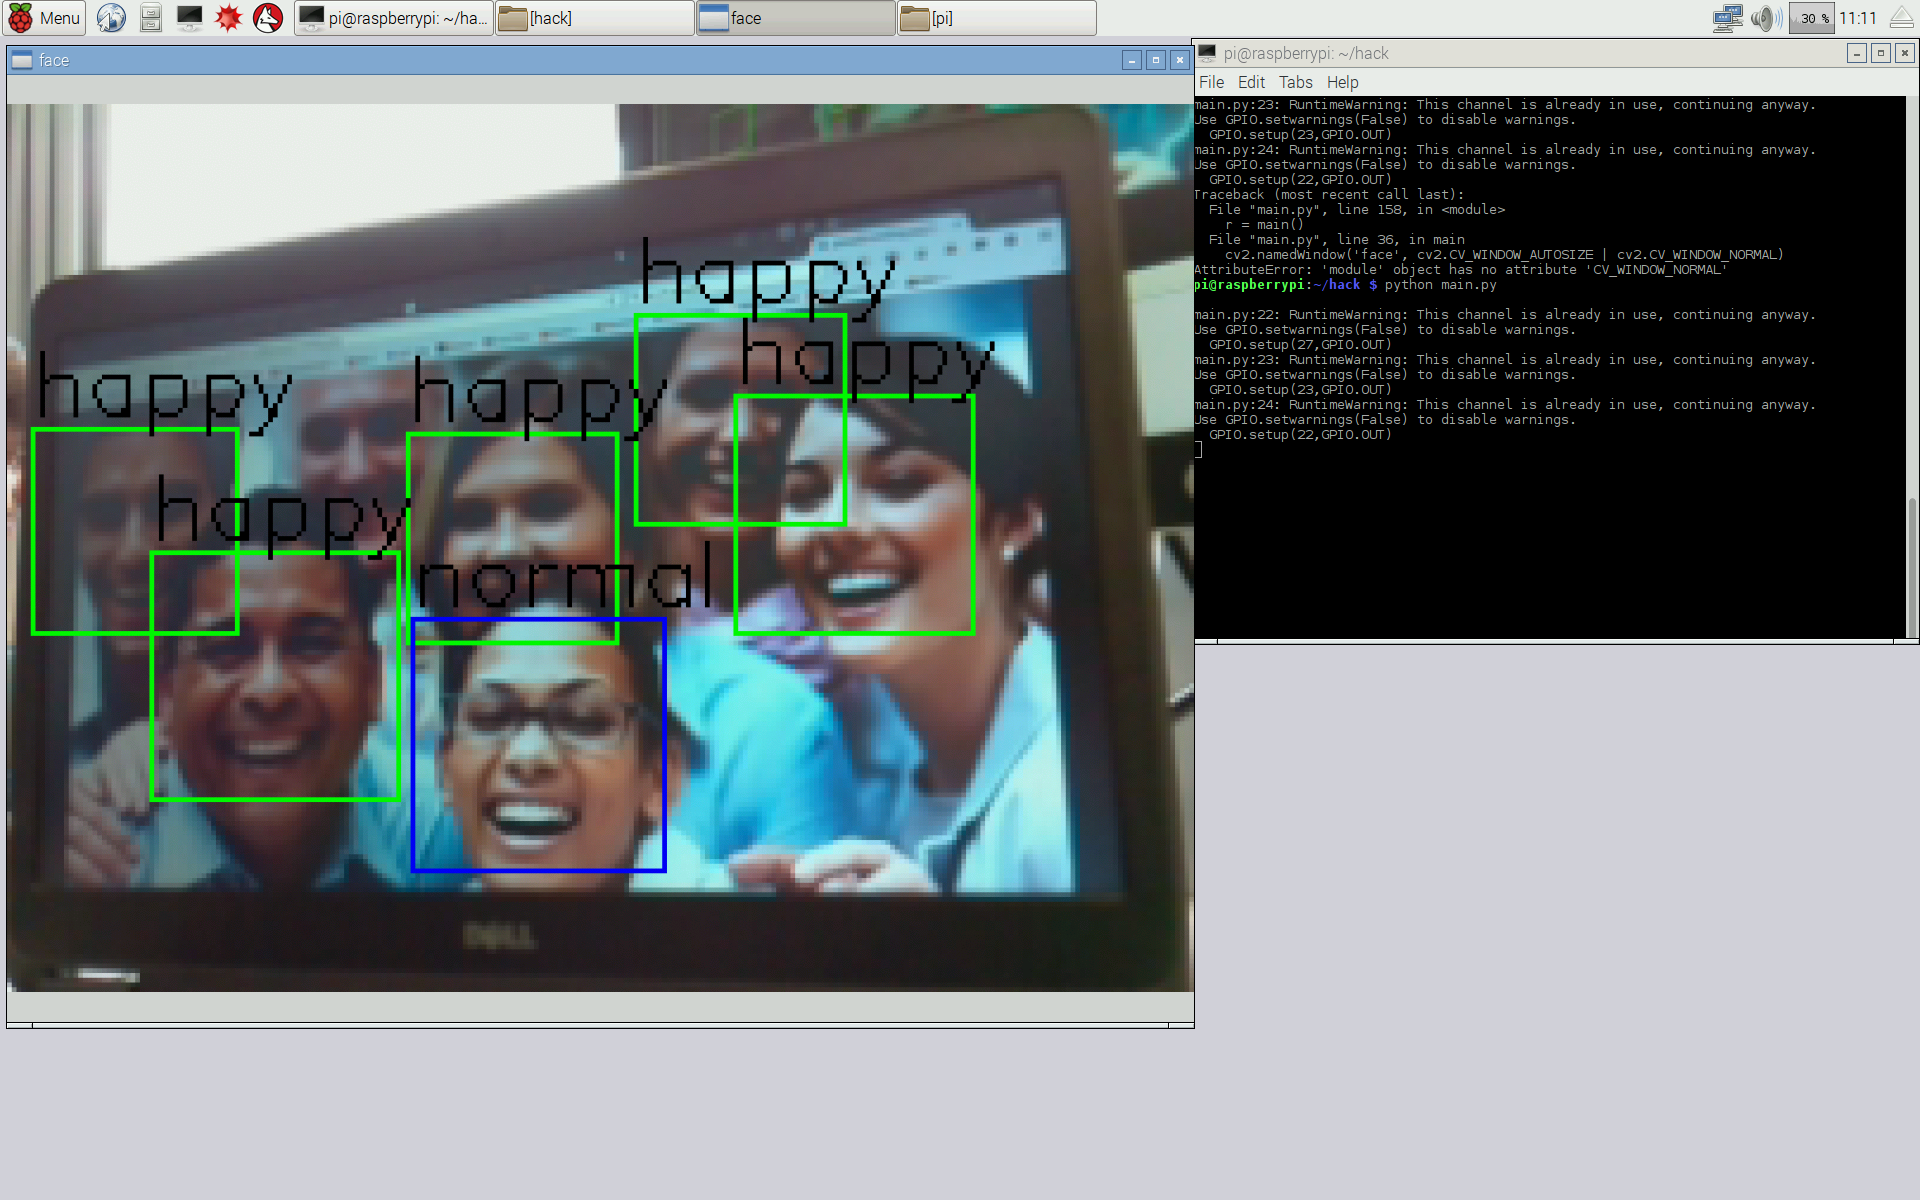 Menu
pi@raspberrypi: ~/ha...
[hack]
face
[pi]
30 %
11:11
face
happy
happy
happy
happy
happy
normal
DELL
pi@raspberrypi: ~/hack
File Edit Tabs Help
main.py:23: RuntimeWarning: This channel is already in use, continuing anyway.
Use GPIO.setwarnings(False) to disable warnings.
GPIO.setup(23,GPIO.OUT)
main.py:24: RuntimeWarning: This channel is already in use, continuing anyway.
Use GPIO.setwarnings(False) to disable warnings.
GPIO.setup(22,GPIO.OUT)
Traceback (most recent call last):
File "main.py", line 158, in <module>
r = main()
File "main.py", line 36, in main
cv2.namedWindow('face', cv2.CV_WINDOW_AUTOSIZE | cv2.CV_WINDOW_NORMAL)
AttributeError: 'module' object has no attribute 'CV_WINDOW_NORMAL'
pi@raspberrypi:~/hack $ python main.py
main.py:22: RuntimeWarning: This channel is already in use, continuing anyway.
Use GPIO.setwarnings(False) to disable warnings.
GPIO.setup(27,GPIO.OUT)
main.py:23: RuntimeWarning: This channel is already in use, continuing anyway.
Use GPIO.setwarnings(False) to disable warnings.
GPIO.setup(23,GPIO.OUT)
main.py:24: RuntimeWarning: This channel is already in use, continuing anyway.
Use GPIO.setwarnings(False) to disable warnings.
GPIO.setup(22,GPIO.OUT)